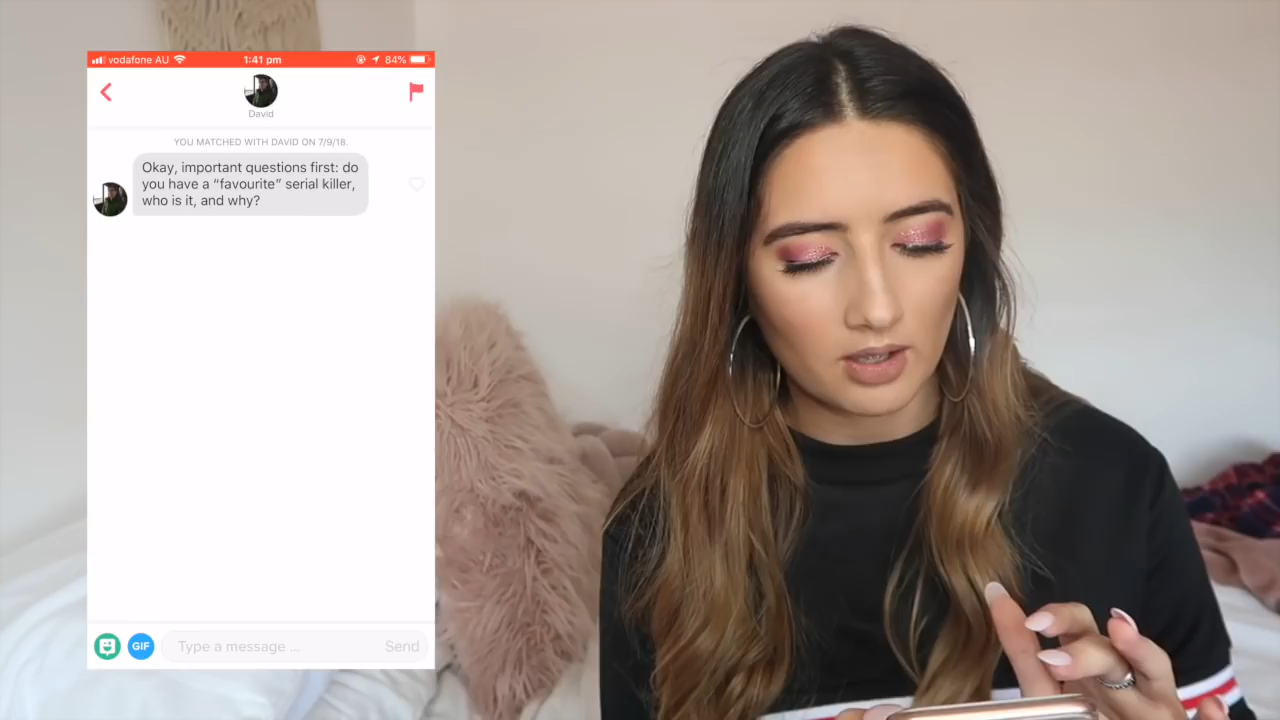 vodafone AU
1:41 pm
84%
David
YOU MATCHED WITH DAVID ON 7/9/18.
Okay, important questions first: do
you have a “favourite” serial killer,
who is it, and why?
GIF
Type a message ...
Send